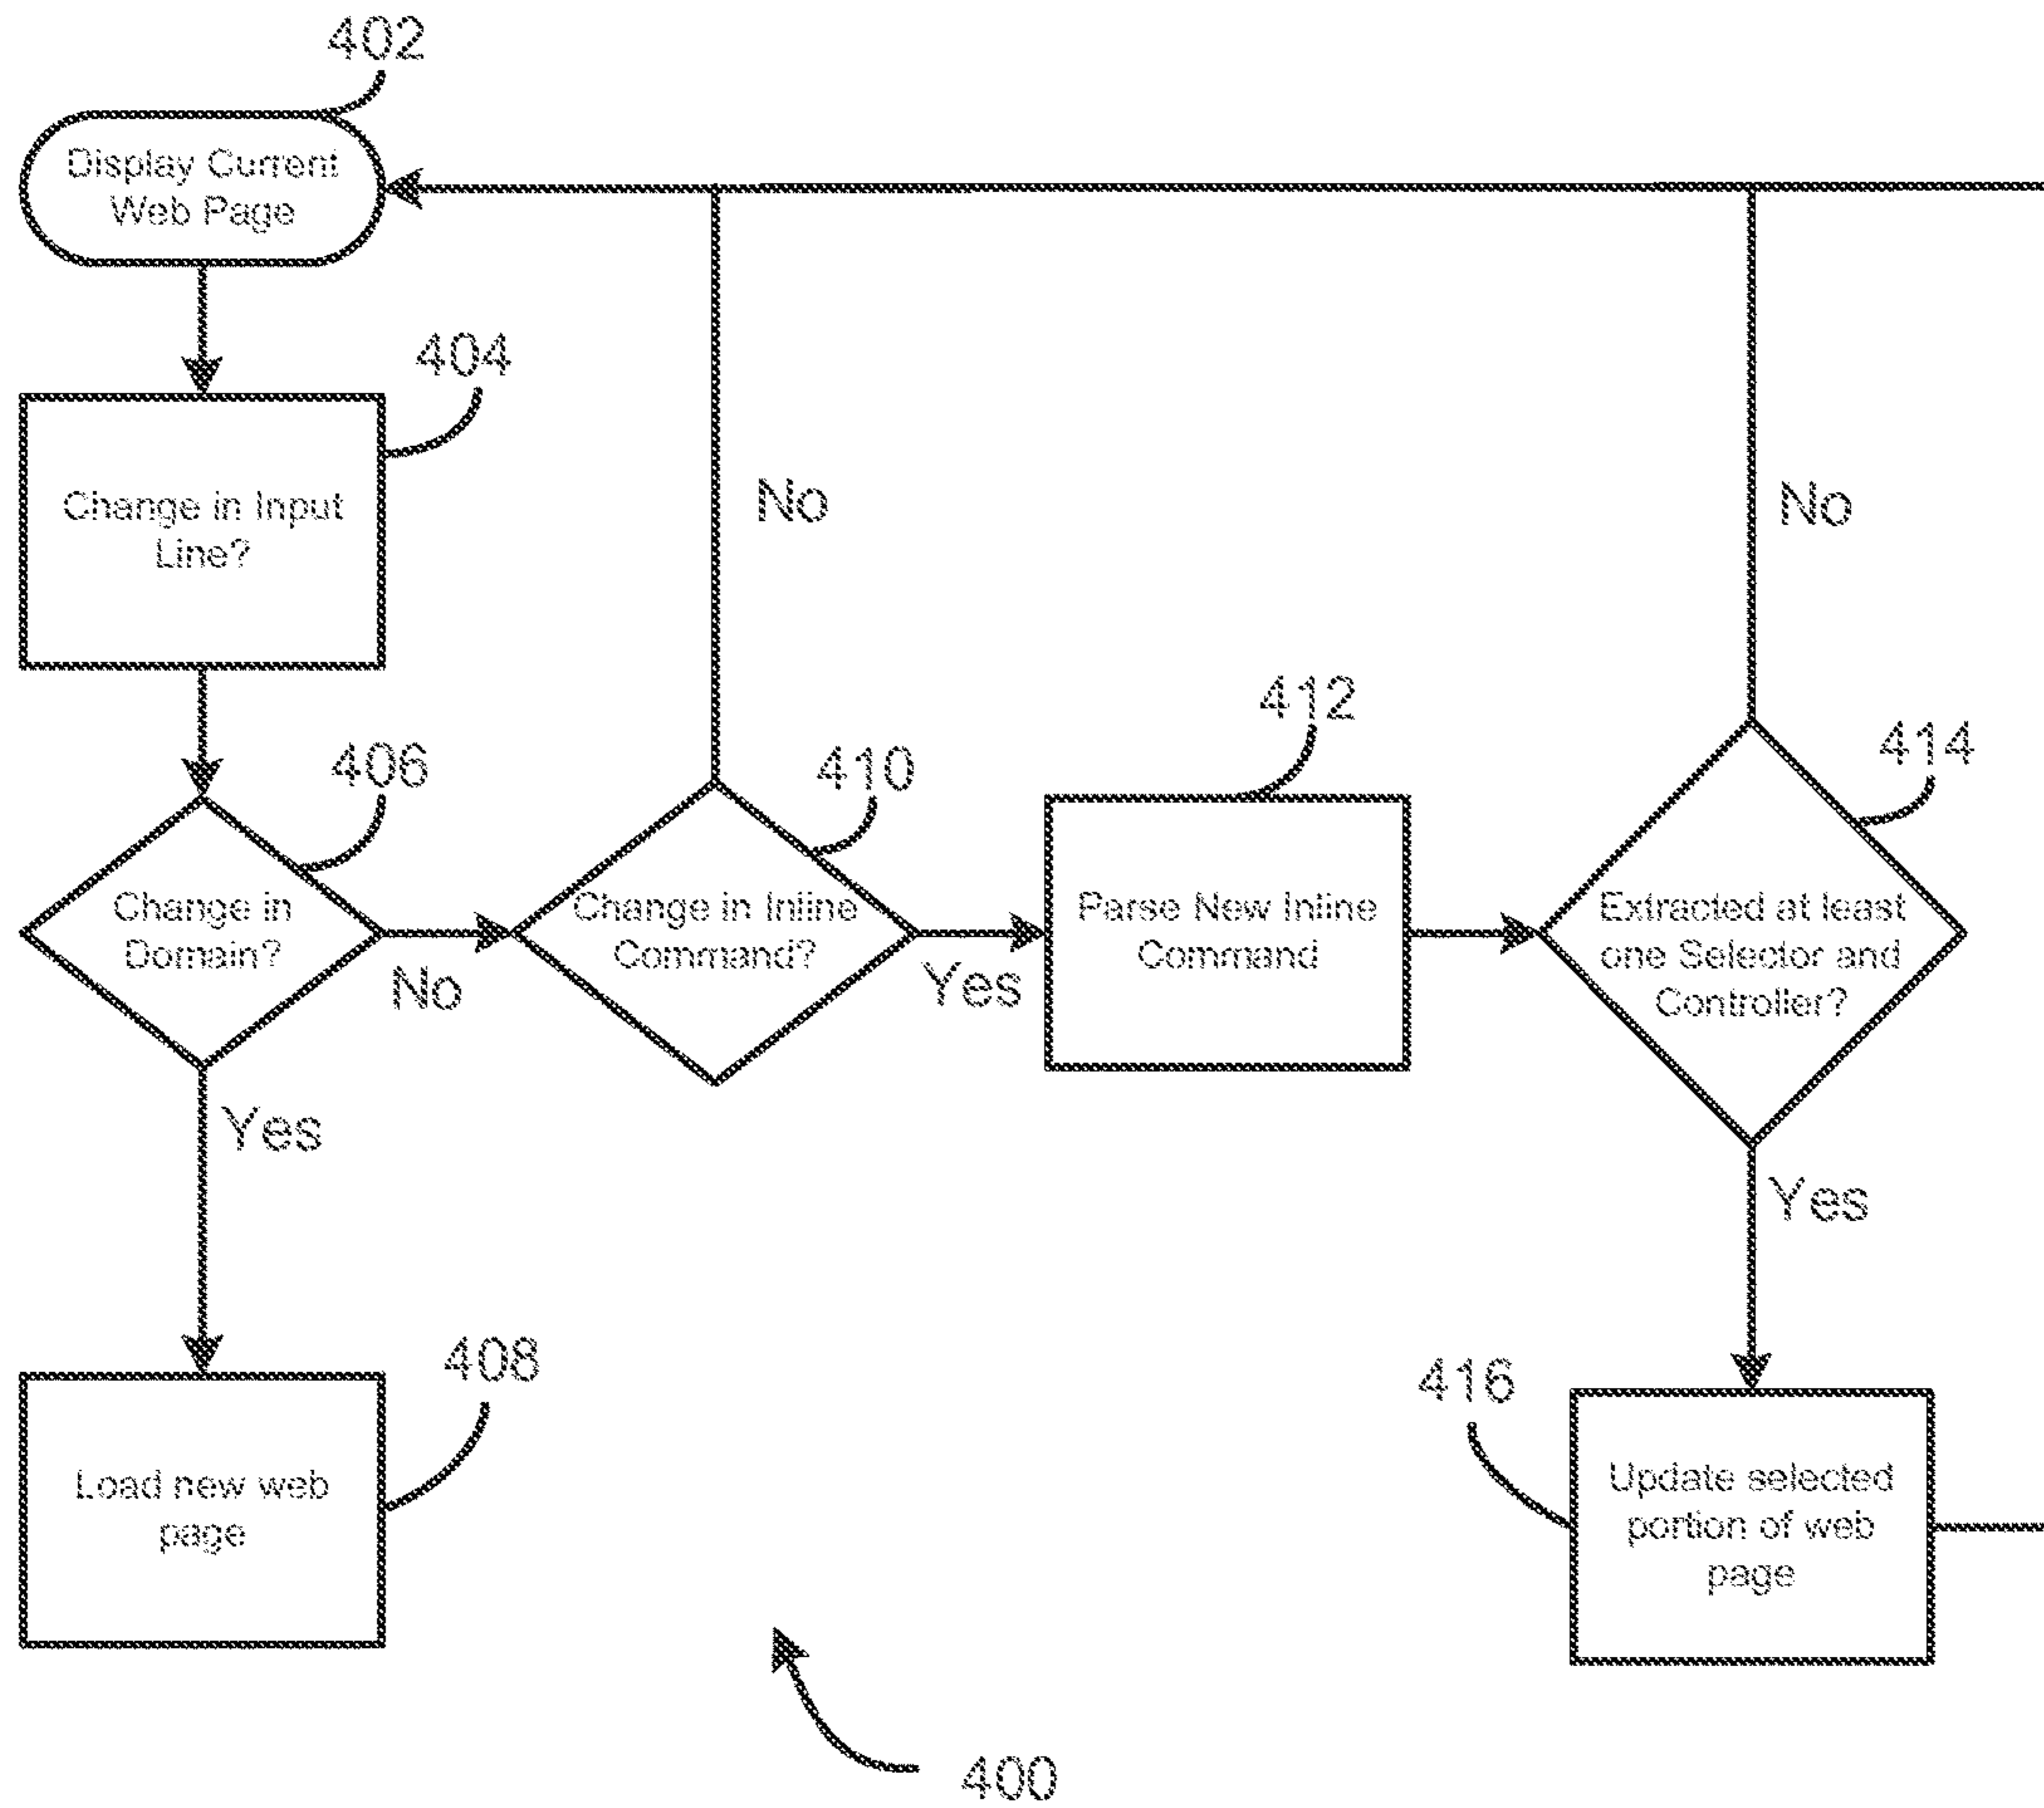 402
Display Current
Web Page
404
Change in Input
Line?
No
No
406
Change in
Domain?
No
Yes
410
Change in Inline
Command?
Yes
412
Parse New Inline
Command
414
Extracted at least
one Selector and
Controller?
Yes
408
Load new web
page
416
Update selected
portion of web
page
400